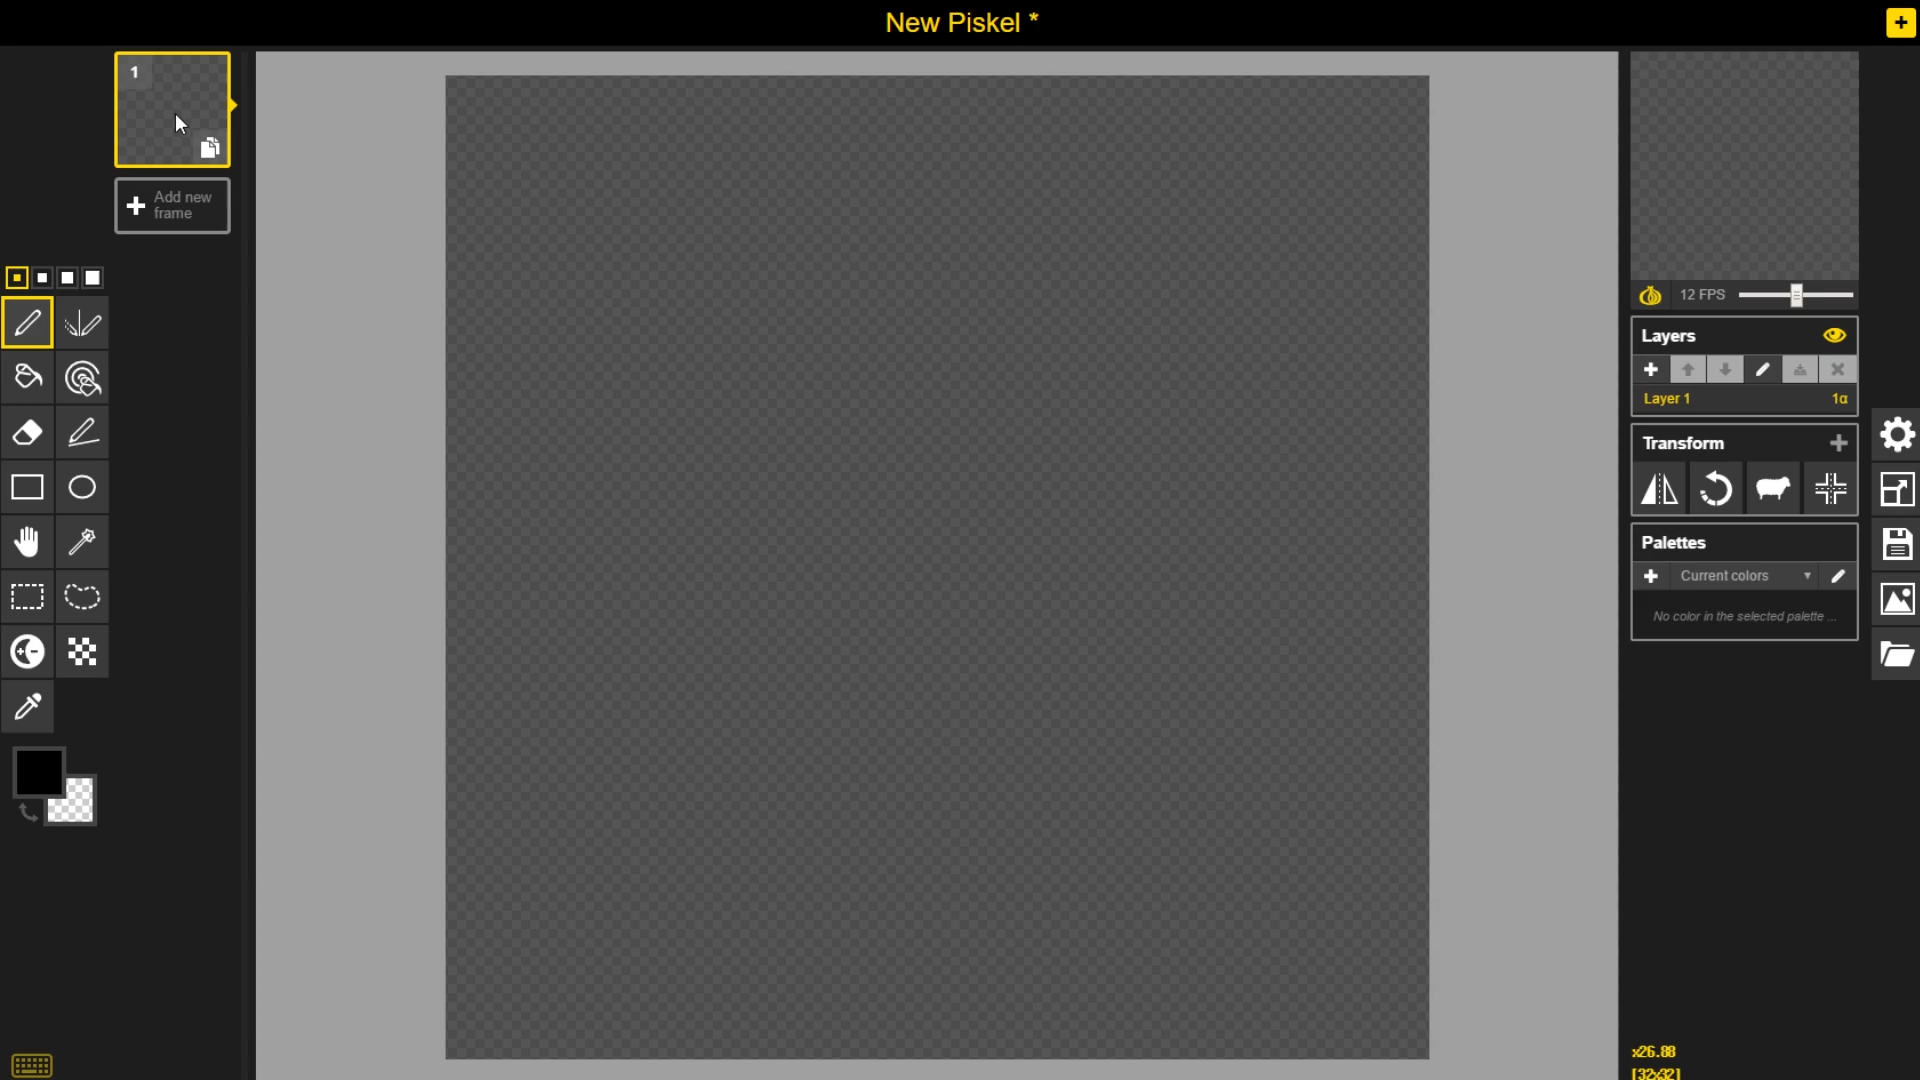 New Piskel *
1
Add new
frame
12 FPS
Layers
Layer 1
1α
Transform
Palettes
Current colors
No color in the selected palette ...
x26.88
[32x32]